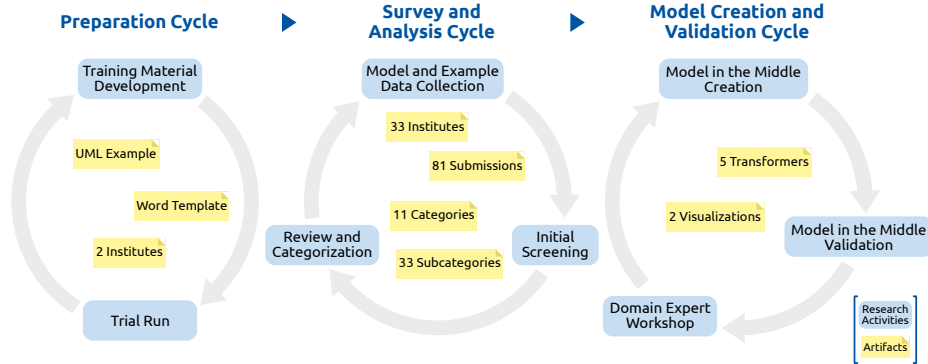 Preparation Cycle
Training Material
Development
UML Example
Word Template
2 Institutes
Trial Run
Survey and
Analysis Cycle
Model and Example
Data Collection
33 Institutes
81 Submissions
11 Categories
33 Subcategories
Review and
Categorization
Initial
Screening
Model Creation and
Validation Cycle
Model in the Middle
Creation
5 Transformers
2 Visualizations
Model in the Middle
Validation
Domain Expert
Workshop
Research
Activities
Artifacts